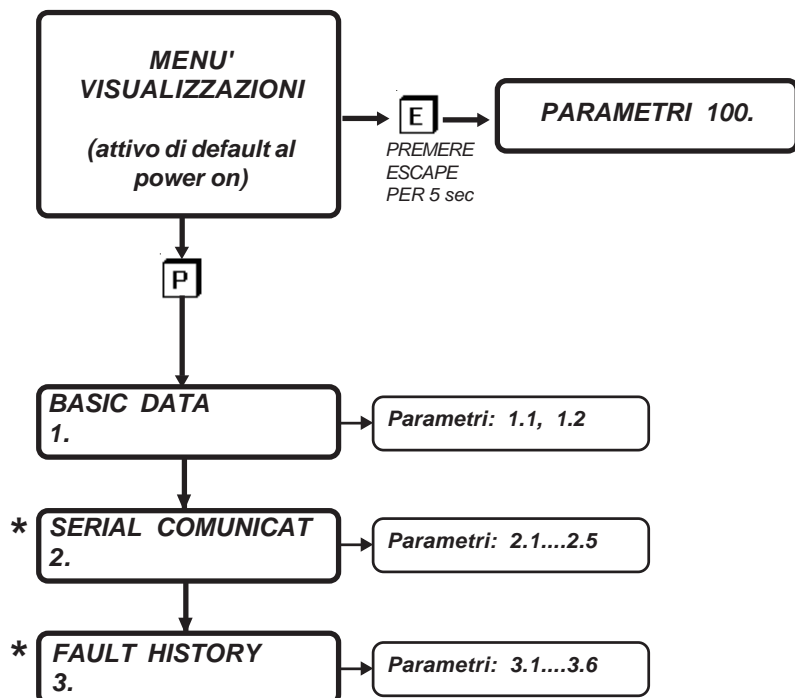 MENU'
VISUALIZZAZIONI
(attivo di default al
power on)
E
PREMERE
ESCAPE
PER 5 sec
PARAMETRI 100.
P
BASIC DATA
1.
Parametri: 1.1, 1.2
* SERIAL COMUNICAT
2.
Parametri: 2.1....2.5
* FAULT HISTORY
3.
Parametri: 3.1....3.6